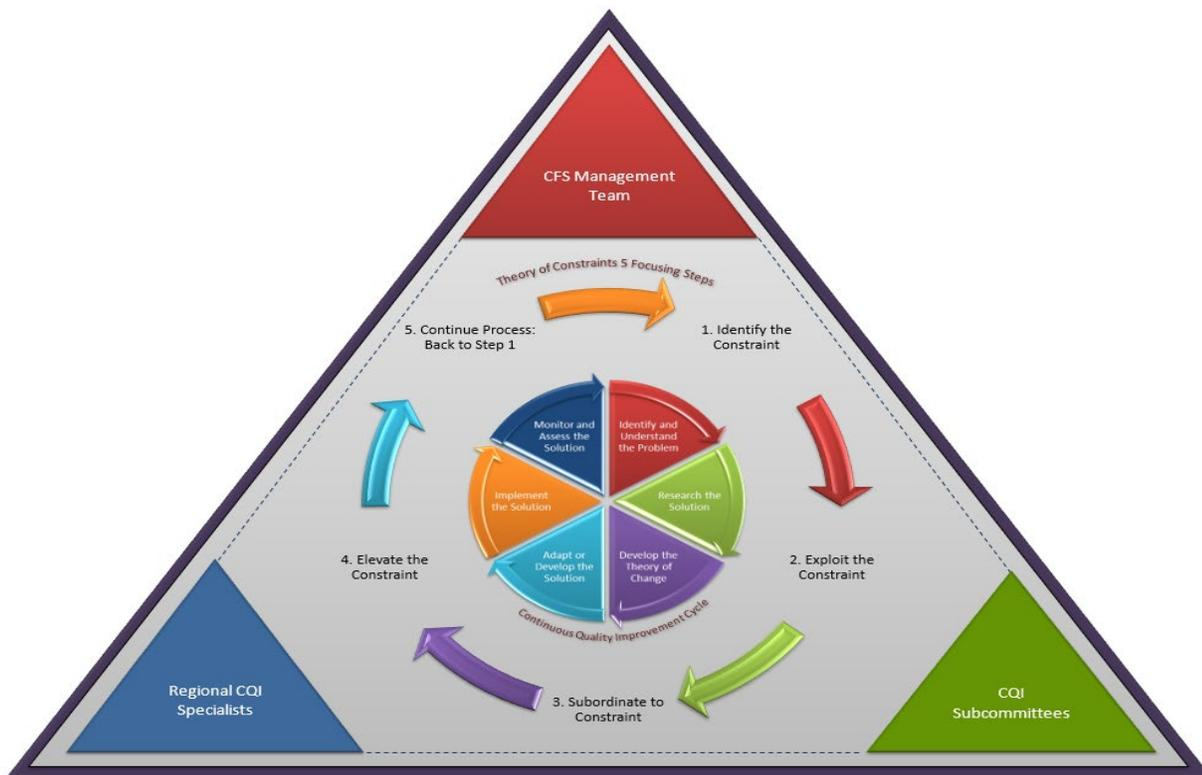 CFS Management
Team
Theory of Constraints 5 Focusing Steps
5. Continue Process:
Back to Step 1
1. Identify the
Constraint
Monitor and
Assess the
Solution
Identify and
Understand
the Problem
Implement
the Solution
Research the
Solution
Adapt or
Develop the
Solution
Develop the
Theory of
Change
Continuous Quality Improvement Cycle
4. Elevate the
Constraint
2. Exploit the
Constraint
3. Subordinate to
Constraint
Regional CQI
Specialists
CQI
Subcommittees